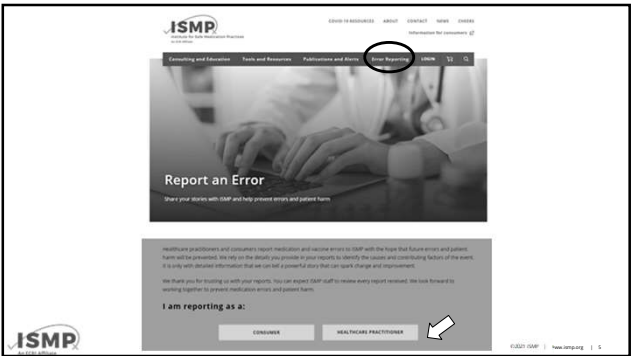 COVID-19 RESOURCES ABOUT CONTACT NEWS CAREERS
ISMP
Institute for Safe Medication Practices
An ECRI Affiliate
Information for consumers
Consulting and Education Tools and Resources Publications and Alerts Error Reporting LOGIN
Report an Error
Share your stories with ISMP and help prevent errors and patient harm
Healthcare practitioners and consumers report medication and vaccine errors to ISMP with the hope that future errors and patient
harm will be prevented. We rely on the details you provide in your reports to identify the causes and contributing factors of the event.
It is only with detailed information that we can tell a powerful story that can spark change and improvement.
We thank you for trusting us with your reports. You can expect ISMP staff to review every report received. We look forward to
working together to prevent medication errors and patient harm.
I am reporting as a:
CONSUMER HEALTHCARE PRACTITIONER
ISMP
An ECRI Affiliate
©2021 ISMP | www.ismp.org | 5